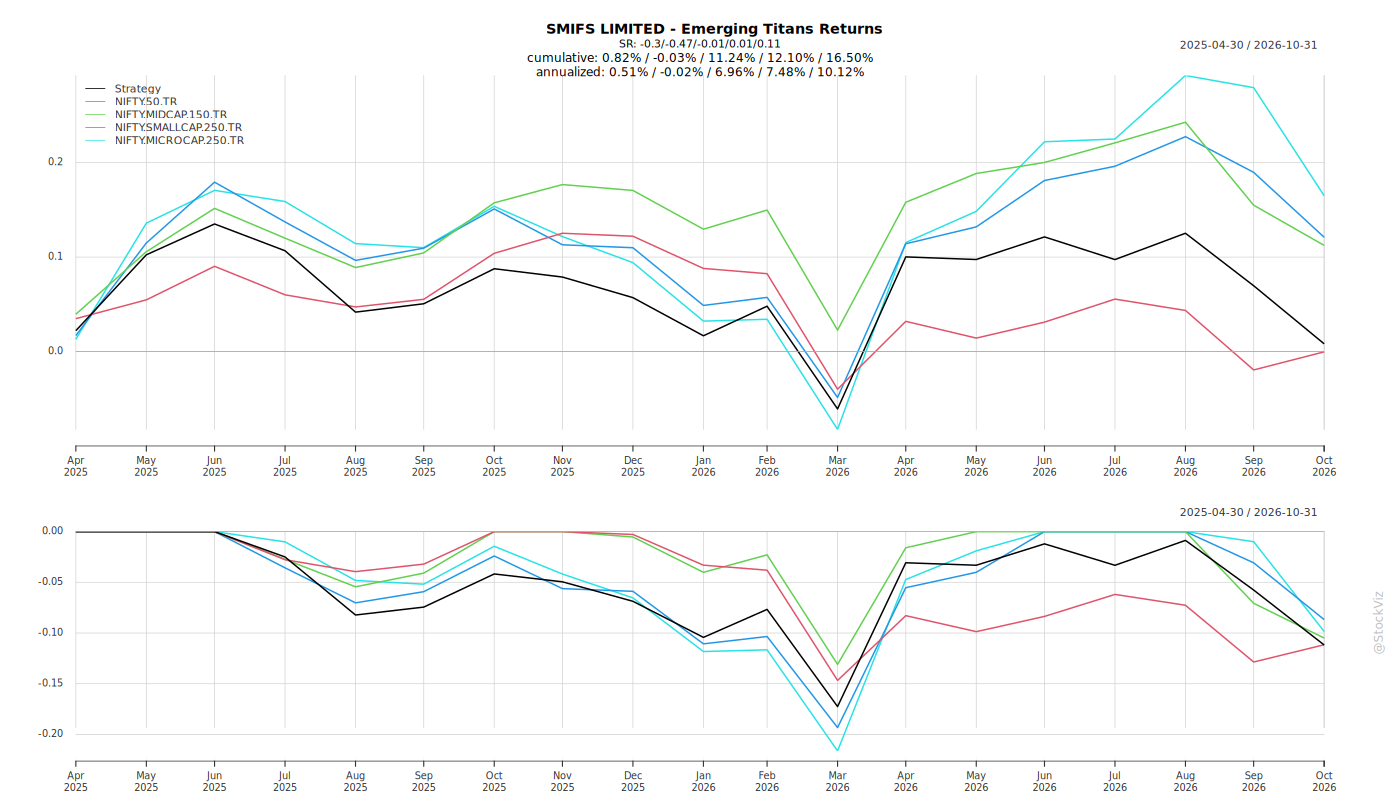 SMIFS LIMITED - Emerging Titans Returns
SR: -0.3/-0.47/-0.01/0.01/0.11
2025-04-30 / 2026-10-31
cumulative: 0.82% / -0.03% / 11.24% / 12.10% / 16.50%
annualized: 0.51% / -0.02% / 6.96% / 7.48% / 10.12%
Strategy
NIFTY.50.TR
NIFTY.MIDCAP.150.TR
NIFTY.SMALLCAP.250.TR
NIFTY.MICROCAP.250.TR
0.2
0.1
0.0
Apr May Jun Jul Aug Sep Oct Nov Dec Jan Feb Mar Apr May Jun Jul Aug Sep Oct
2025 2025 2025 2025 2025 2025 2025 2025 2025 2026 2026 2026 2026 2026 2026 2026 2026 2026 2026
2025-04-30 / 2026-10-31
0.00
-0.05
-0.10
-0.15
-0.20
Apr May Jun Jul Aug Sep Oct Nov Dec Jan Feb Mar Apr May Jun Jul Aug Sep Oct
2025 2025 2025 2025 2025 2025 2025 2025 2025 2026 2026 2026 2026 2026 2026 2026 2026 2026 2026
@StockViz